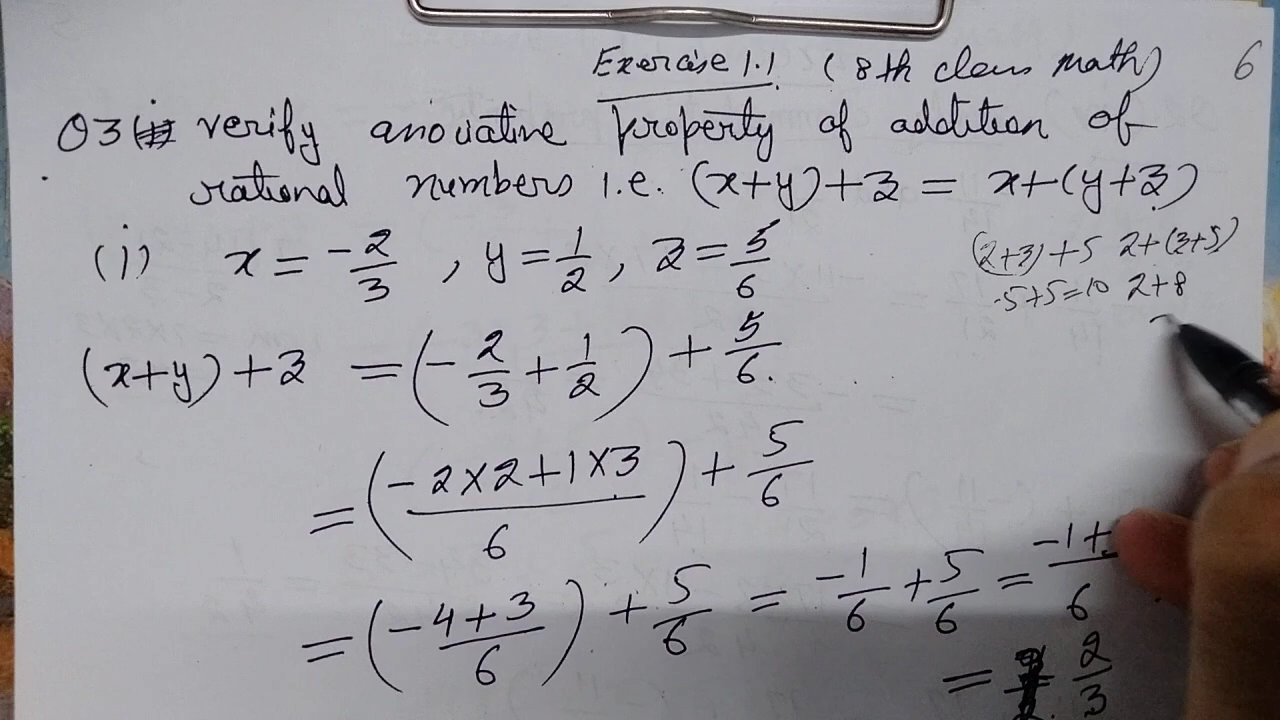 Exercise 1.1 (8th class math) 6
Q3 verify associative property of addition of
rational numbers i.e. (x+y)+z = x+(y+z)
(i) x = -2/3 , y = 1/2 , z = 5/6
(2+3)+5 2+(3+5)
5+5=10 2+8
(x+y)+z = (-2/3 + 1/2) + 5/6
= (-2×2+1×3/6) + 5/6
= (-4+3/6) + 5/6 = -1/6 + 5/6 = -1+/6
= 2/3